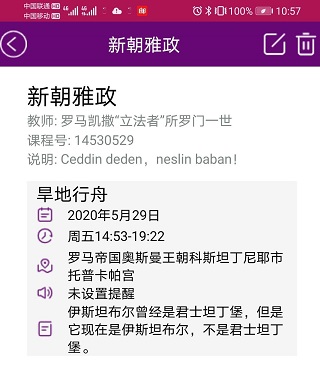 中国联通 HD 4G 4G
中国移动 HD 100% 10:57
新朝雅政
新朝雅政
教师: 罗马凯撒“立法者”所罗门一世
课程号: 14530529
说明: Ceddin deden，neslin baban！
旱地行舟
2020年5月29日
周五14:53-19:22
罗马帝国奥斯曼王朝科斯坦丁尼耶市
托普卡帕宫
未设置提醒
伊斯坦布尔曾经是君士坦丁堡，但是
它现在是伊斯坦布尔，不是君士坦丁
堡。